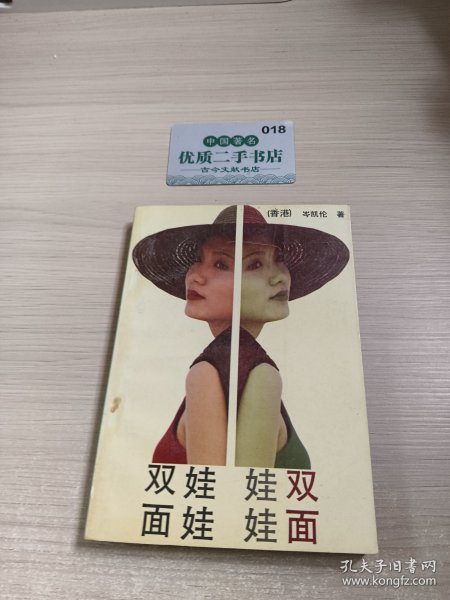 018
中国著名
优质二手书店
古今文献书店
(香港) 岑凯伦 著
双娃 娃双
面娃 娃面
孔夫子旧书网
www.kongfz.com